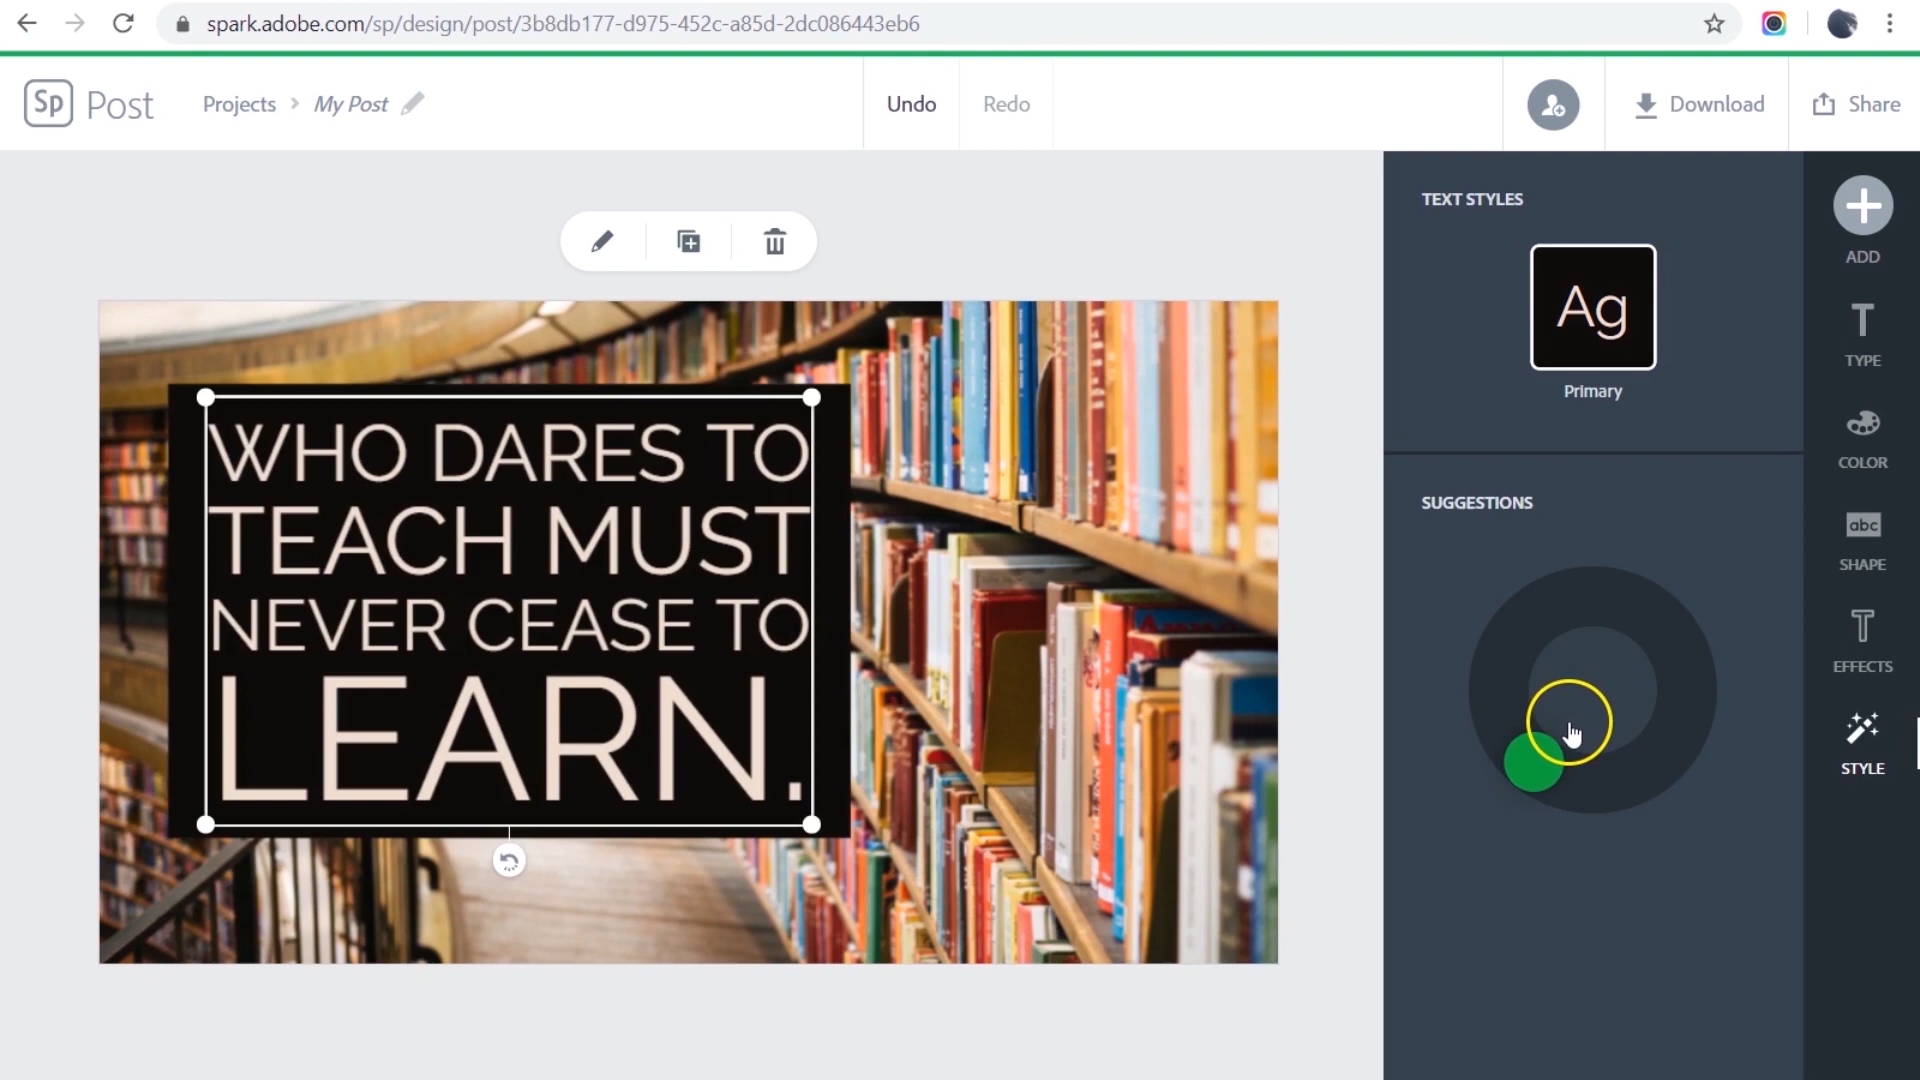 spark.adobe.com/sp/design/post/3b8db177-d975-452c-a85d-2dc086443eb6
Sp Post Projects > My Post Undo Redo Download Share
TEXT STYLES
Ag
Primary
SUGGESTIONS
ADD
T
TYPE
COLOR
abc
SHAPE
T
EFFECTS
STYLE
WHO DARES TO
TEACH MUST
NEVER CEASE TO
LEARN.